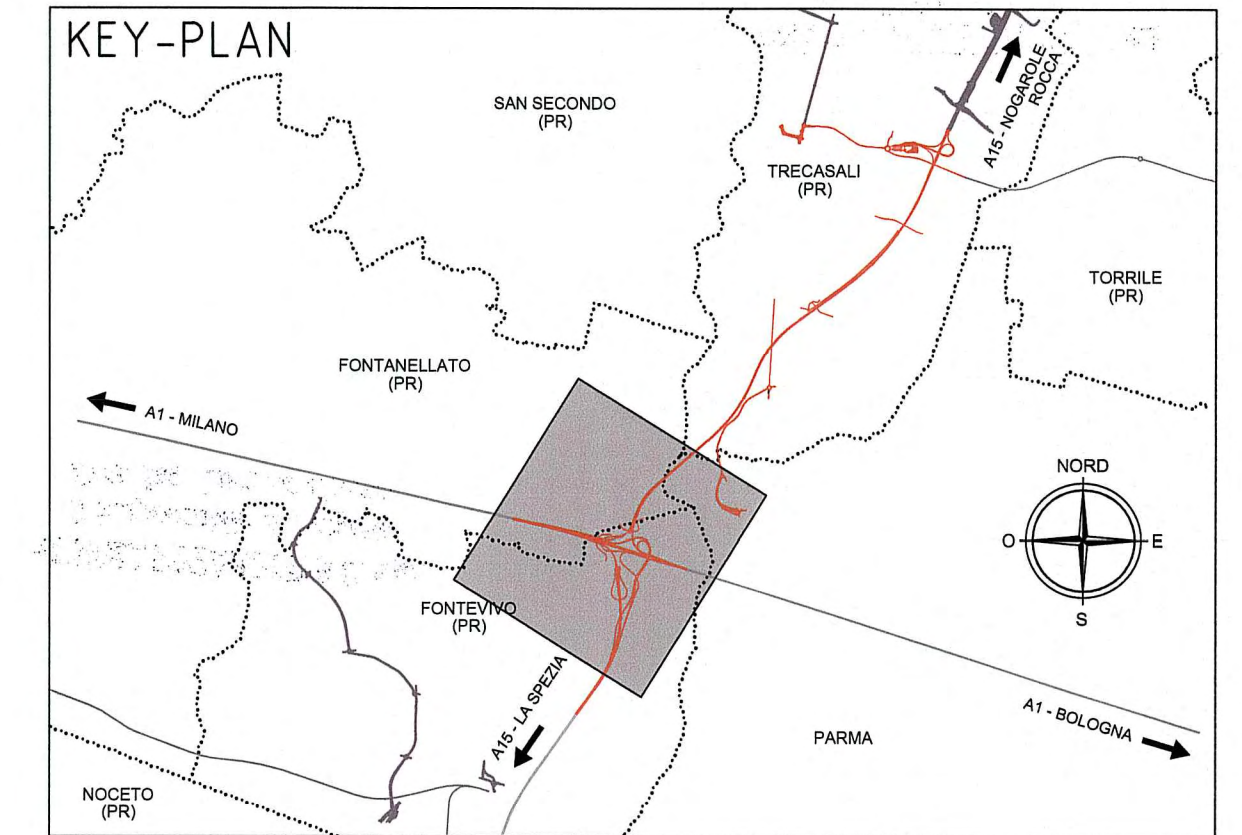 KEY-PLAN
SAN SECONDO
(PR)
A15 - NOGAROLE
ROCCA
TRECASALI
(PR)
TORRILE
(PR)
FONTANELLATO
(PR)
A1 - MILANO
NORD
O
E
S
FONTEVIVO
(PR)
A15 - LA SPEZIA
A1 - BOLOGNA
PARMA
NOCETO
(PR)